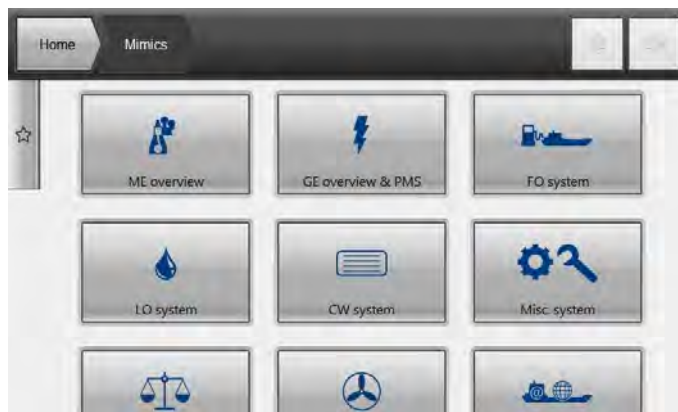 Home
Mimics
ME overview
GE overview & PMS
FO system
LO system
CW system
Misc. system
@